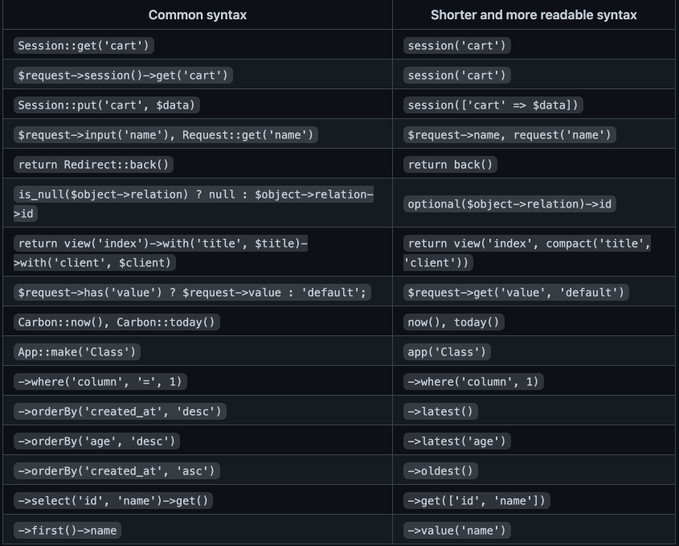 Common syntax
Shorter and more readable syntax
Session::get('cart')
session('cart')
$request->session()->get('cart')
session('cart')
Session::put('cart', $data)
session(['cart' => $data])
$request->input('name'), Request::get('name')
$request->name, request('name')
return Redirect::back()
return back()
is_null($object->relation) ? null : $object->relation-
>id
optional($object->relation)->id
return view('index')->with('title', $title)-
>with('client', $client)
return view('index', compact('title',
'client'))
$request->has('value') ? $request->value : 'default';
$request->get('value', 'default')
Carbon::now(), Carbon::today()
now(), today()
App::make('Class')
app('Class')
->where('column', '=', 1)
->where('column', 1)
->orderBy('created_at', 'desc')
->latest()
->orderBy('age', 'desc')
->latest('age')
->orderBy('created_at', 'asc')
->oldest()
->select('id', 'name')->get()
->get(['id', 'name'])
->first()->name
->value('name')